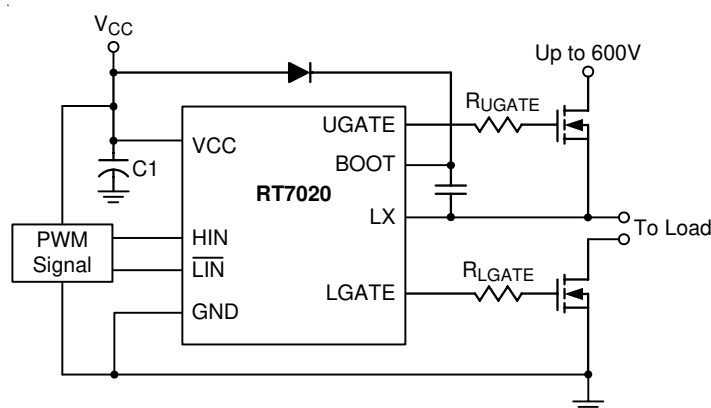 VCC
Up to 600V
RUGATE
UGATE
VCC
BOOT
C1
RT7020
LX
To Load
PWM
Signal
HIN
LIN
RLGATE
LGATE
GND